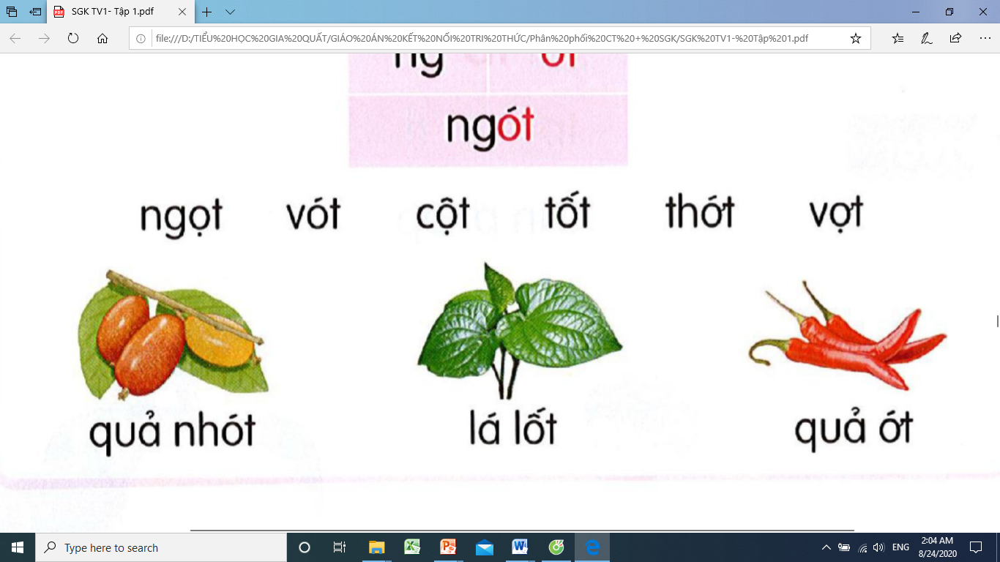 SGK TV1- Tập 1.pdf
file:///D:/TIỂU%20HỌC%20GIA%20QUẤT/GIÁO%20ÁN%20KẾT%20NỐI%20TRI%20THỨC/Phân%20phối%20CT%20+%20SGK/SGK%20TV1-%20Tập%201.pdf
ng
ngót
ngọt vót cột tốt thớt vợt
quả nhót lá lốt quả ớt
Type here to search
ENG
2:04 AM
8/24/2020